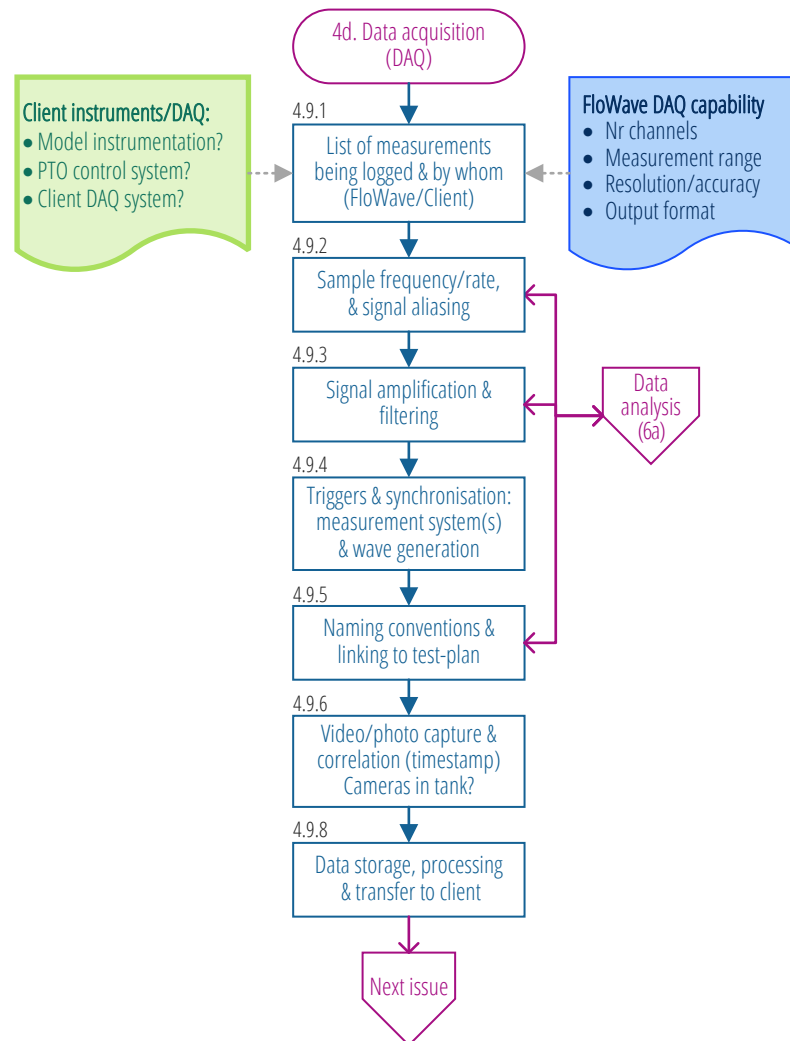 4d. Data acquisition
(DAQ)
Client instruments/DAQ:
● Model instrumentation?
● PTO control system?
● Client DAQ system?
FloWave DAQ capability
● Nr channels
● Measurement range
● Resolution/accuracy
● Output format
4.9.1
List of measurements
being logged & by whom
(FloWave/Client)
4.9.2
Sample frequency/rate,
& signal aliasing
4.9.3
Signal amplification &
filtering
Data
analysis
(6a)
4.9.4
Triggers & synchronisation:
measurement system(s)
& wave generation
4.9.5
Naming conventions &
linking to test-plan
4.9.6
Video/photo capture &
correlation (timestamp)
Cameras in tank?
4.9.8
Data storage, processing
& transfer to client
Next issue